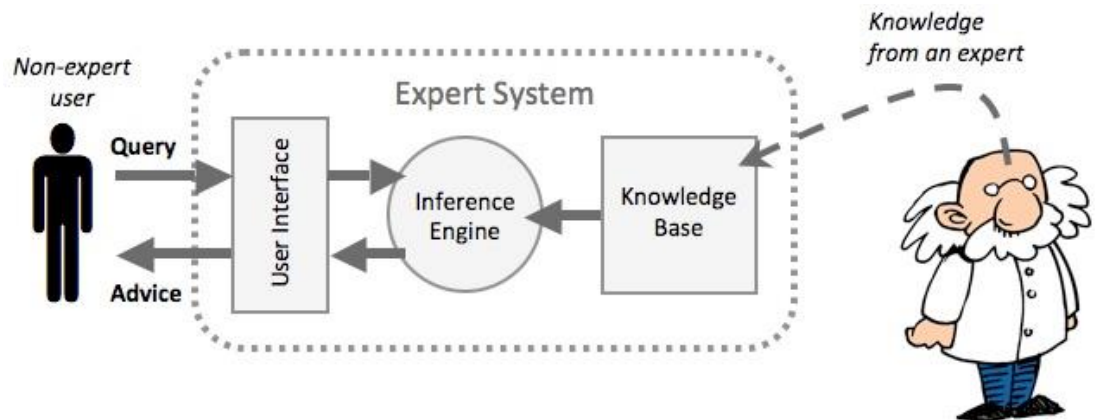 Knowledge
from an expert
Non-expert
user
Expert System
Query
User Interface
Inference
Engine
Knowledge
Base
Advice